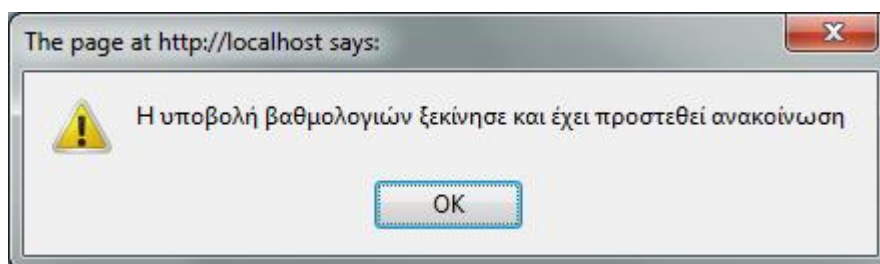 The page at http://localhost says:
Η υποβολή βαθμολογιών ξεκίνησε και έχει προστεθεί ανακοίνωση
OK